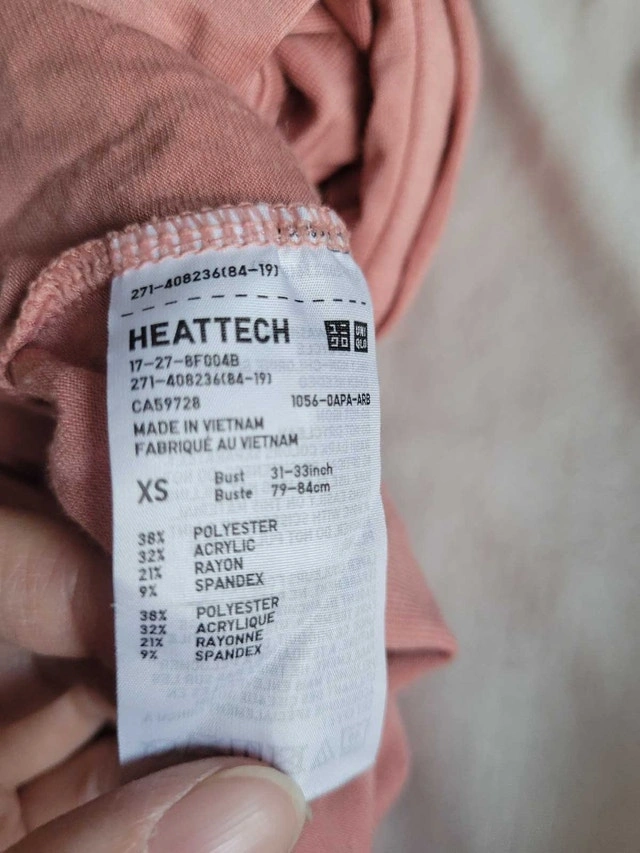 271-408236(84-19)
HEATTECH ユニクロ UNIQLO
17-27-8F004B
271-408236(84-19)
CA59728 1056-0APA-ARB
MADE IN VIETNAM
FABRIQUÉ AU VIETNAM
XS Bust 31-33inch
Buste 79-84cm
38% POLYESTER
32% ACRYLIC
21% RAYON
9% SPANDEX
38% POLYESTER
32% ACRYLIQUE
21% RAYONNE
9% SPANDEX